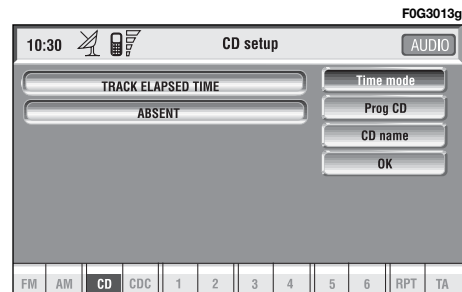 F0G3013g
10:30 CD setup AUDIO
TRACK ELAPSED TIME Time mode
ABSENT Prog CD
CD name
OK
FM AM CD CDC 1 2 3 4 5 6 RPT TA